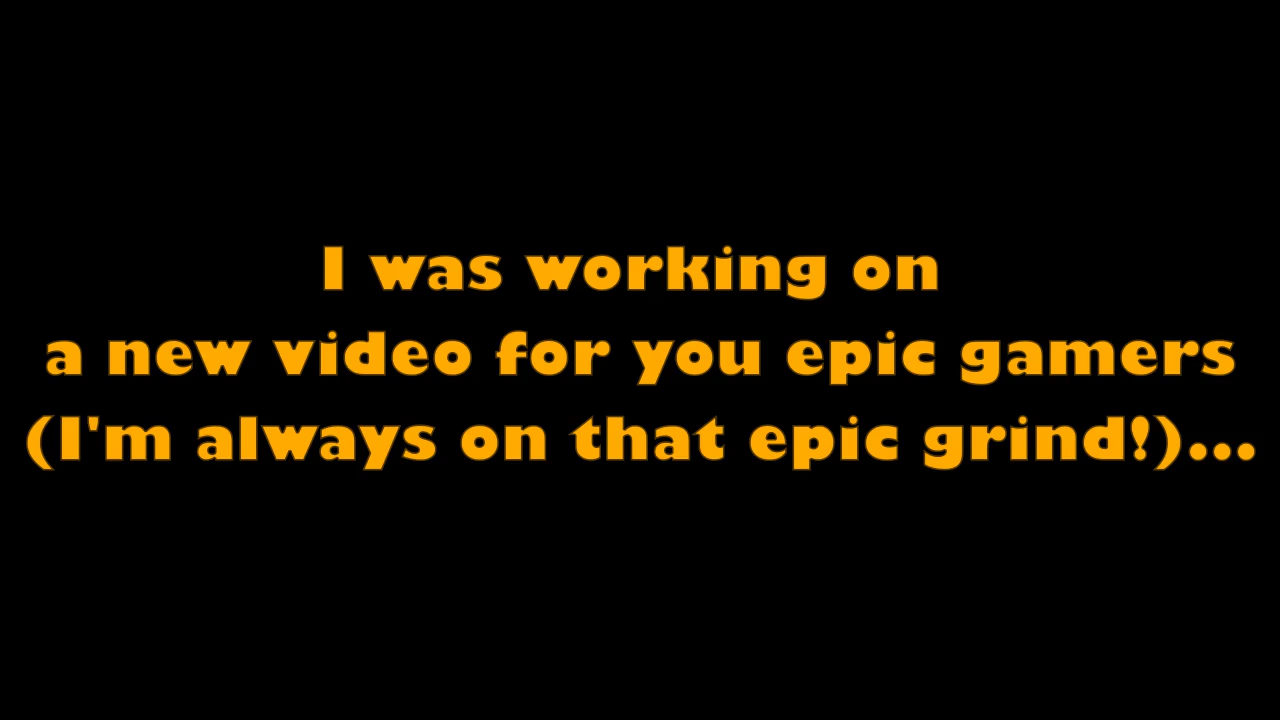 I was working on
a new video for you epic gamers
(I'm always on that epic grind!)...